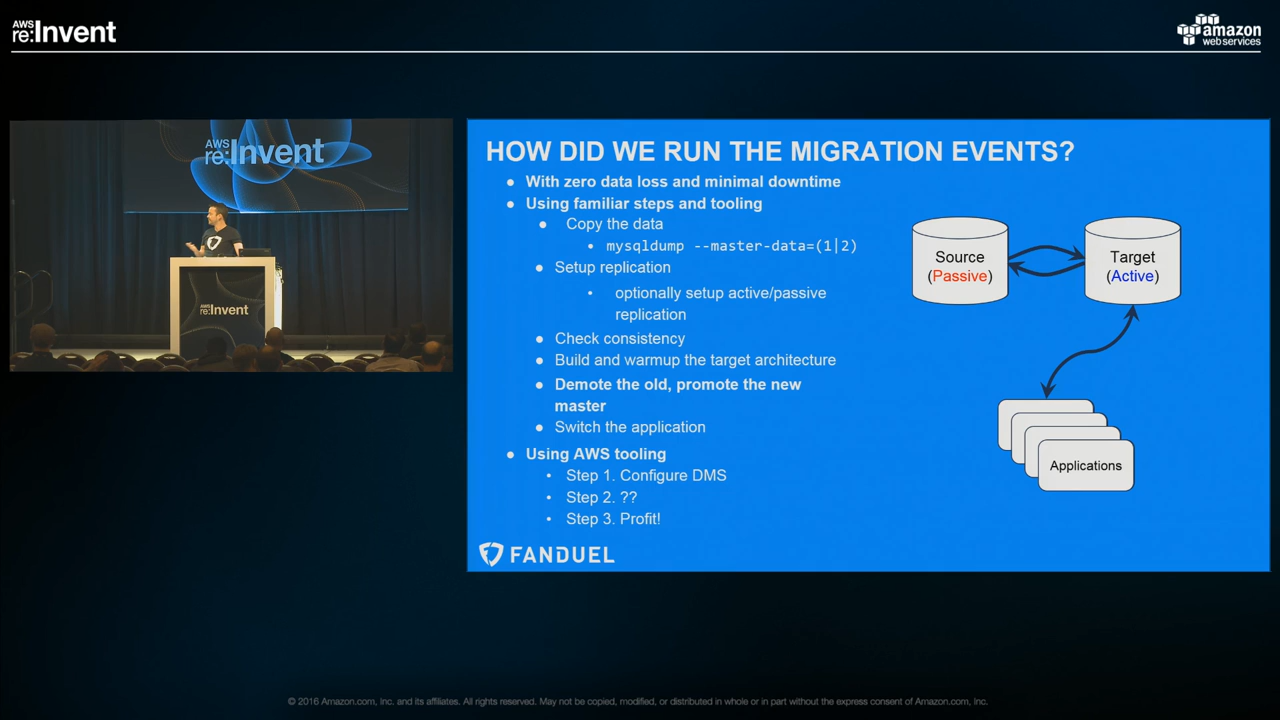 AWS
re:Invent
amazon
web services
AWS
re:Invent
AWS
re:Invent
HOW DID WE RUN THE MIGRATION EVENTS?
● With zero data loss and minimal downtime
● Using familiar steps and tooling
● Copy the data
• mysqldump --master-data=(1|2)
● Setup replication
• optionally setup active/passive
replication
● Check consistency
● Build and warmup the target architecture
● Demote the old, promote the new
master
● Switch the application
● Using AWS tooling
• Step 1. Configure DMS
• Step 2. ??
• Step 3. Profit!
Source
(Passive)
Target
(Active)
Applications
FANDUEL
© 2016 Amazon.com, Inc. and its affiliates. All rights reserved. May not be copied, modified, or distributed in whole or in part without the express consent of Amazon.com, Inc.